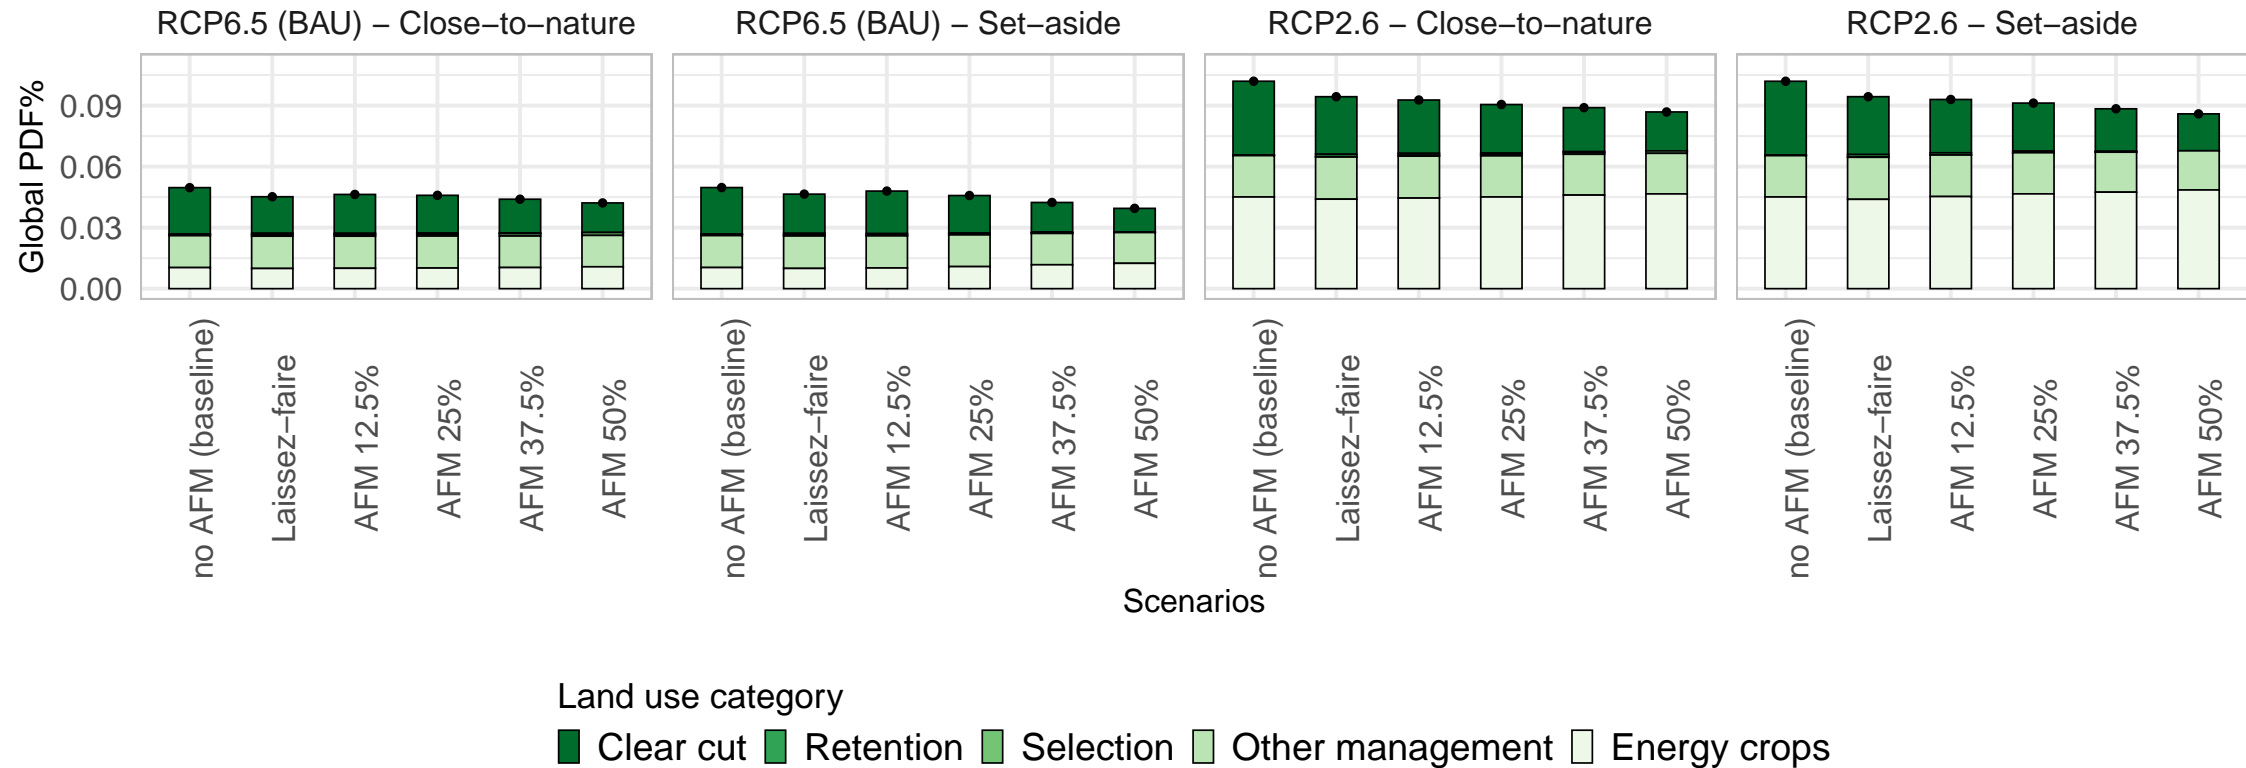 RCP6.5 (BAU) − Close−to−nature
RCP6.5 (BAU) − Set−aside
RCP2.6 − Close−to−nature
RCP2.6 − Set−aside
Global PDF%
0.09
0.06
0.03
0.00
no AFM (baseline)
Laissez−faire
AFM 12.5%
AFM 25%
AFM 37.5%
AFM 50%
no AFM (baseline)
Laissez−faire
AFM 12.5%
AFM 25%
AFM 37.5%
AFM 50%
no AFM (baseline)
Laissez−faire
AFM 12.5%
AFM 25%
AFM 37.5%
AFM 50%
no AFM (baseline)
Laissez−faire
AFM 12.5%
AFM 25%
AFM 37.5%
AFM 50%
Scenarios
Land use category
Clear cut
Retention
Selection
Other management
Energy crops